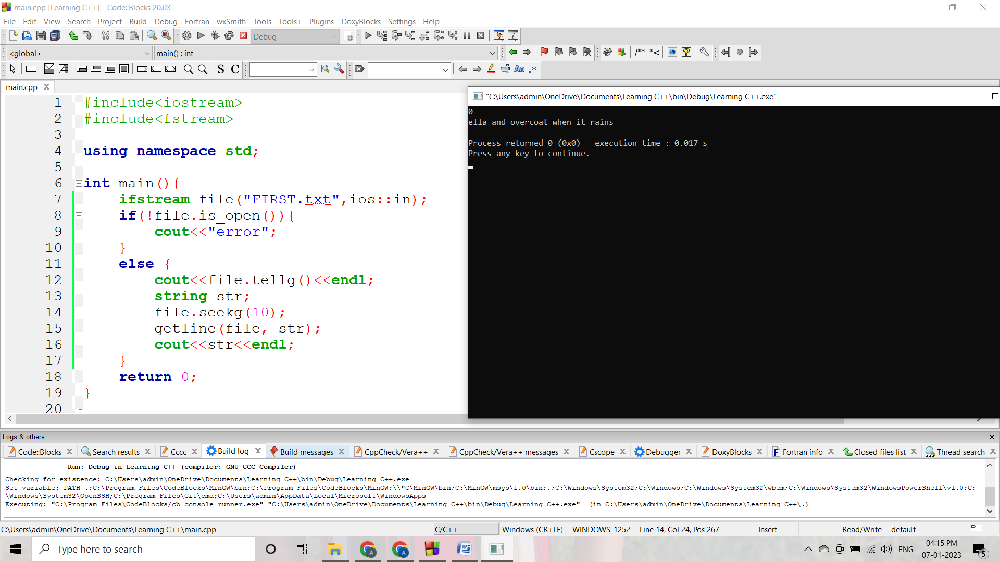 main.cpp [Learning C++] - Code::Blocks 20.03
File Edit View Search Project Build Debug Fortran wxSmith Tools Tools+ Plugins DoxyBlocks Settings Help
Debug
<global> main() : int
/** *<
S C
Aa .*
main.cpp
1 #include<iostream>
2 #include<fstream>
3
4 using namespace std;
5
6 int main(){
7 ifstream file("FIRST.txt",ios::in);
8 if(!file.is_open()){
9 cout<<"error";
10 }
11 else {
12 cout<<file.tellg()<<endl;
13 string str;
14 file.seekg(10);
15 getline(file, str);
16 cout<<str<<endl;
17 }
18 return 0;
19 }
20
"C:\Users\admin\OneDrive\Documents\Learning C++\bin\Debug\Learning C++.exe"
0
ella and overcoat when it rains
Process returned 0 (0x0) execution time : 0.017 s
Press any key to continue.
Logs & others
Code::Blocks Search results Cccc Build log Build messages CppCheck/Vera++ CppCheck/Vera++ messages Cscope Debugger DoxyBlocks Fortran info Closed files list Thread search
-------------- Run: Debug in Learning C++ (compiler: GNU GCC Compiler)---------------
Checking for existence: C:\Users\admin\OneDrive\Documents\Learning C++\bin\Debug\Learning C++.exe
Set variable: PATH=.;C:\Program Files\CodeBlocks\MinGW\bin;C:\Program Files\CodeBlocks\MinGW;\\"C\MinGW\bin;C:\MinGW\msys\1.0\bin;.;C:\Windows\System32;C:\Windows;C:\Windows\System32\wbem;C:\Windows\System32\WindowsPowerShell\v1.0;C:
\Windows\System32\OpenSSH;C:\Program Files\Git\cmd;C:\Users\admin\AppData\Local\Microsoft\WindowsApps
Executing: "C:\Program Files\CodeBlocks/cb_console_runner.exe" "C:\Users\admin\OneDrive\Documents\Learning C++\bin\Debug\Learning C++.exe" (in C:\Users\admin\OneDrive\Documents\Learning C++\.)
C:\Users\admin\OneDrive\Documents\Learning C++\main.cpp C/C++ Windows (CR+LF) WINDOWS-1252 Line 14, Col 24, Pos 267 Insert Read/Write default
Type here to search
ENG
04:15 PM
07-01-2023
5